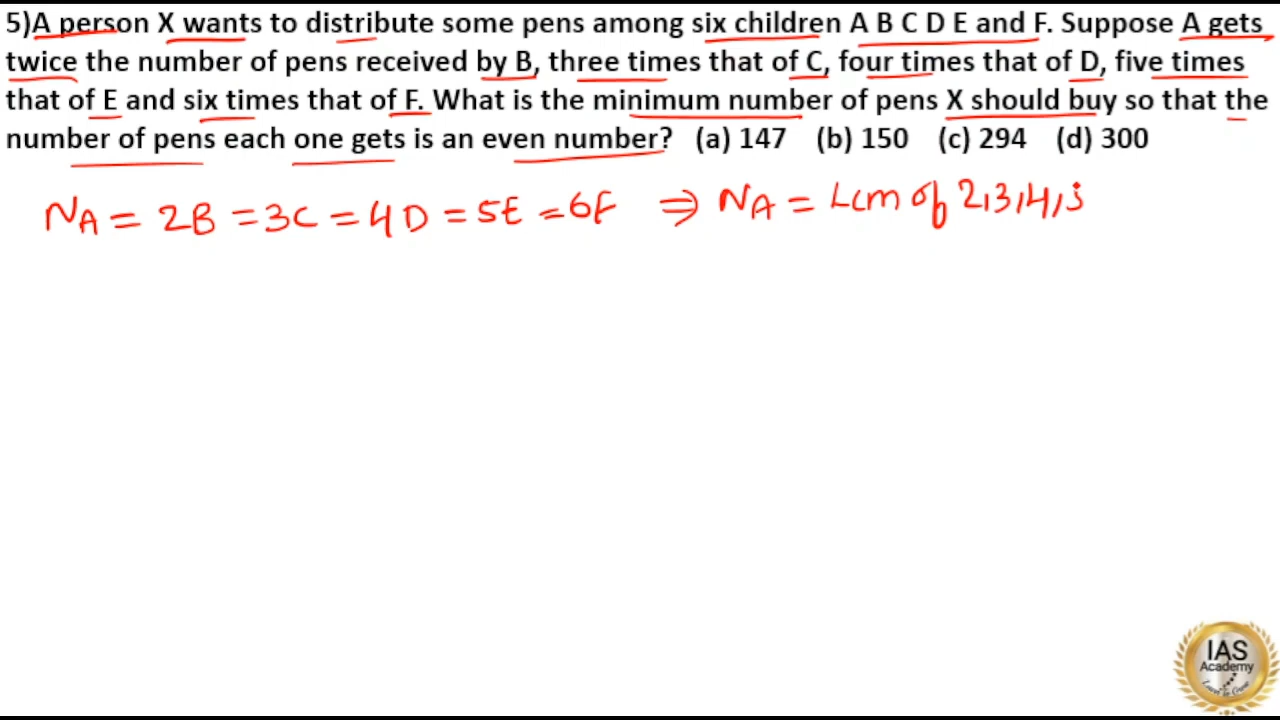 5)A person X wants to distribute some pens among six children A B C D E and F. Suppose A gets
twice the number of pens received by B, three times that of C, four times that of D, five times
that of E and six times that of F. What is the minimum number of pens X should buy so that the
number of pens each one gets is an even number? (a) 147 (b) 150 (c) 294 (d) 300
NA = 2B = 3C = 4D = 5E = 6F ⇒ NA = Lcm of 2,3,4,
IAS
Academy